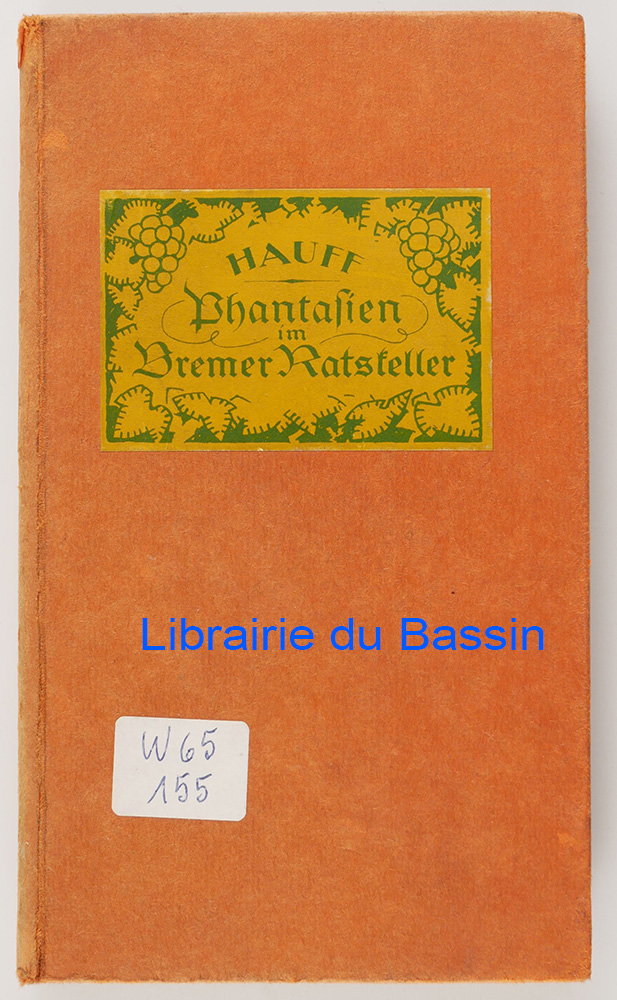 HAUFF
Phantaſien
im
Bremer Ratskeller
Librairie du Bassin
W65
155